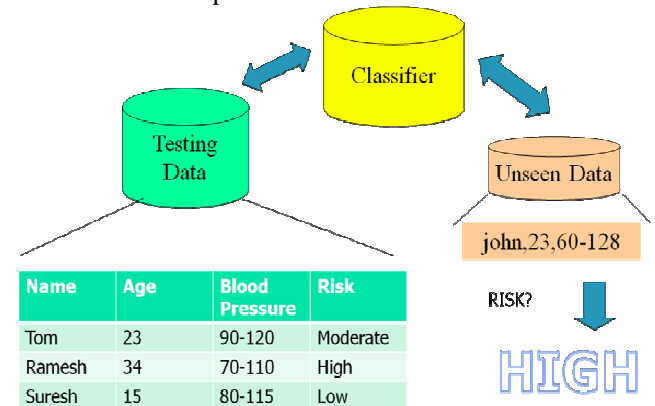 Classifier
Testing
Data
Unseen Data
john,23,60-128
Name Age Blood Pressure Risk
Tom 23 90-120 Moderate
Ramesh 34 70-110 High
Suresh 15 80-115 Low
RISK?
HIGH